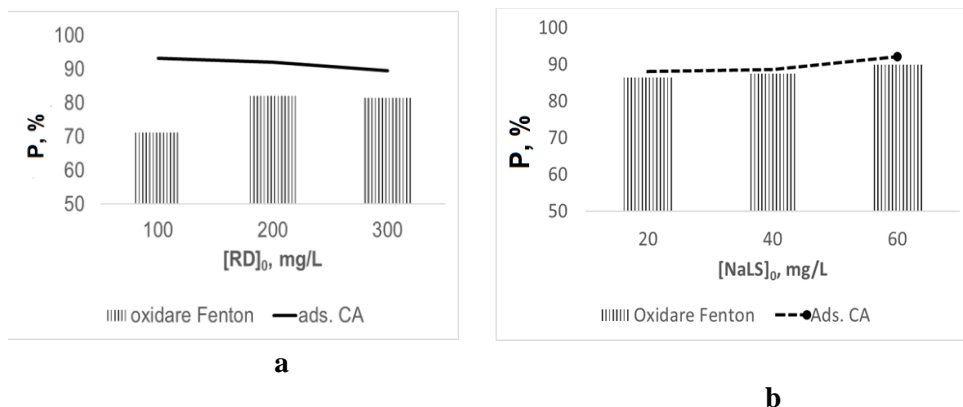 100
90
80
70
60
50
P, %
100 200 300
[RD]₀, mg/L
oxidare Fenton ads. CA
a
100
90
80
70
60
50
P, %
20 40 60
[NaLS]₀, mg/L
Oxidare Fenton Ads. CA
b